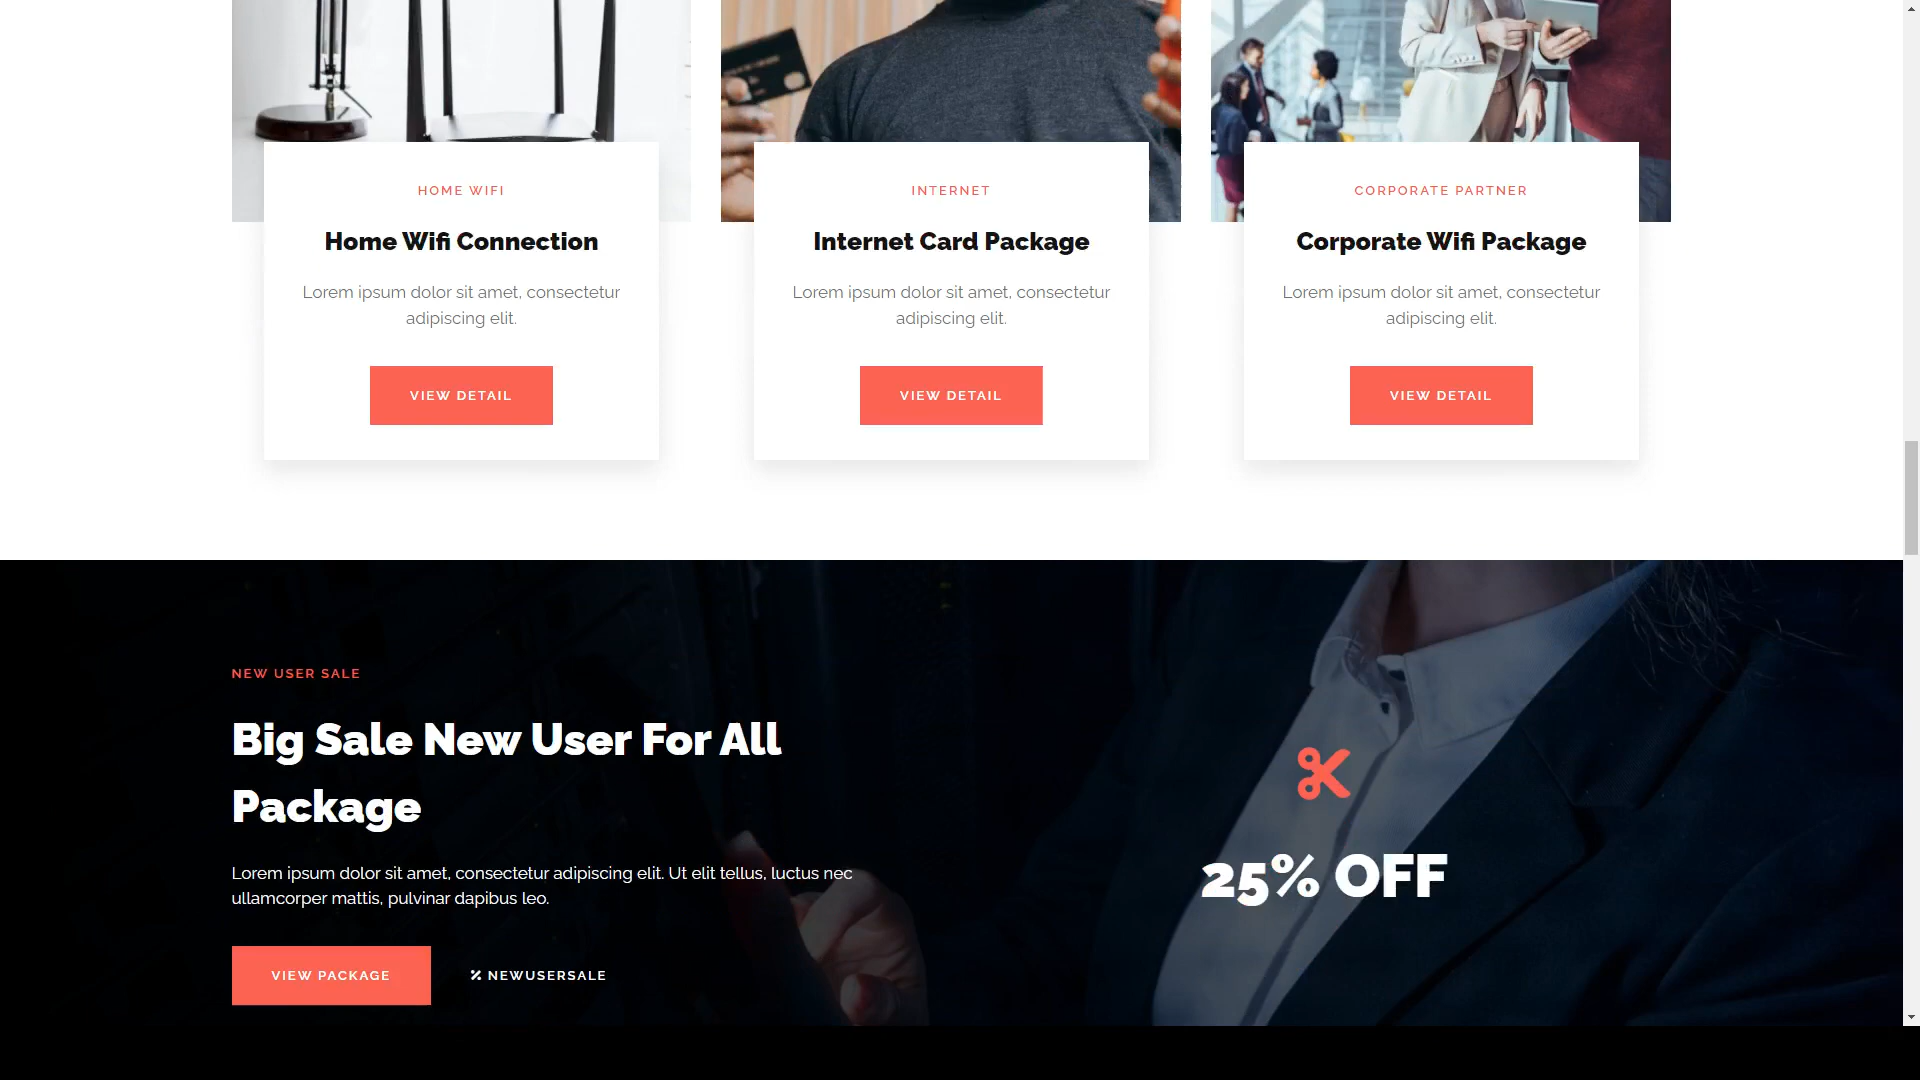 HOME WIFI
Home Wifi Connection
Lorem ipsum dolor sit amet, consectetur
adipiscing elit.
VIEW DETAIL
INTERNET
Internet Card Package
Lorem ipsum dolor sit amet, consectetur
adipiscing elit.
VIEW DETAIL
CORPORATE PARTNER
Corporate Wifi Package
Lorem ipsum dolor sit amet, consectetur
adipiscing elit.
VIEW DETAIL
NEW USER SALE
Big Sale New User For All
Package
Lorem ipsum dolor sit amet, consectetur adipiscing elit. Ut elit tellus, luctus nec
ullamcorper mattis, pulvinar dapibus leo.
VIEW PACKAGE
NEWUSERSALE
25% OFF